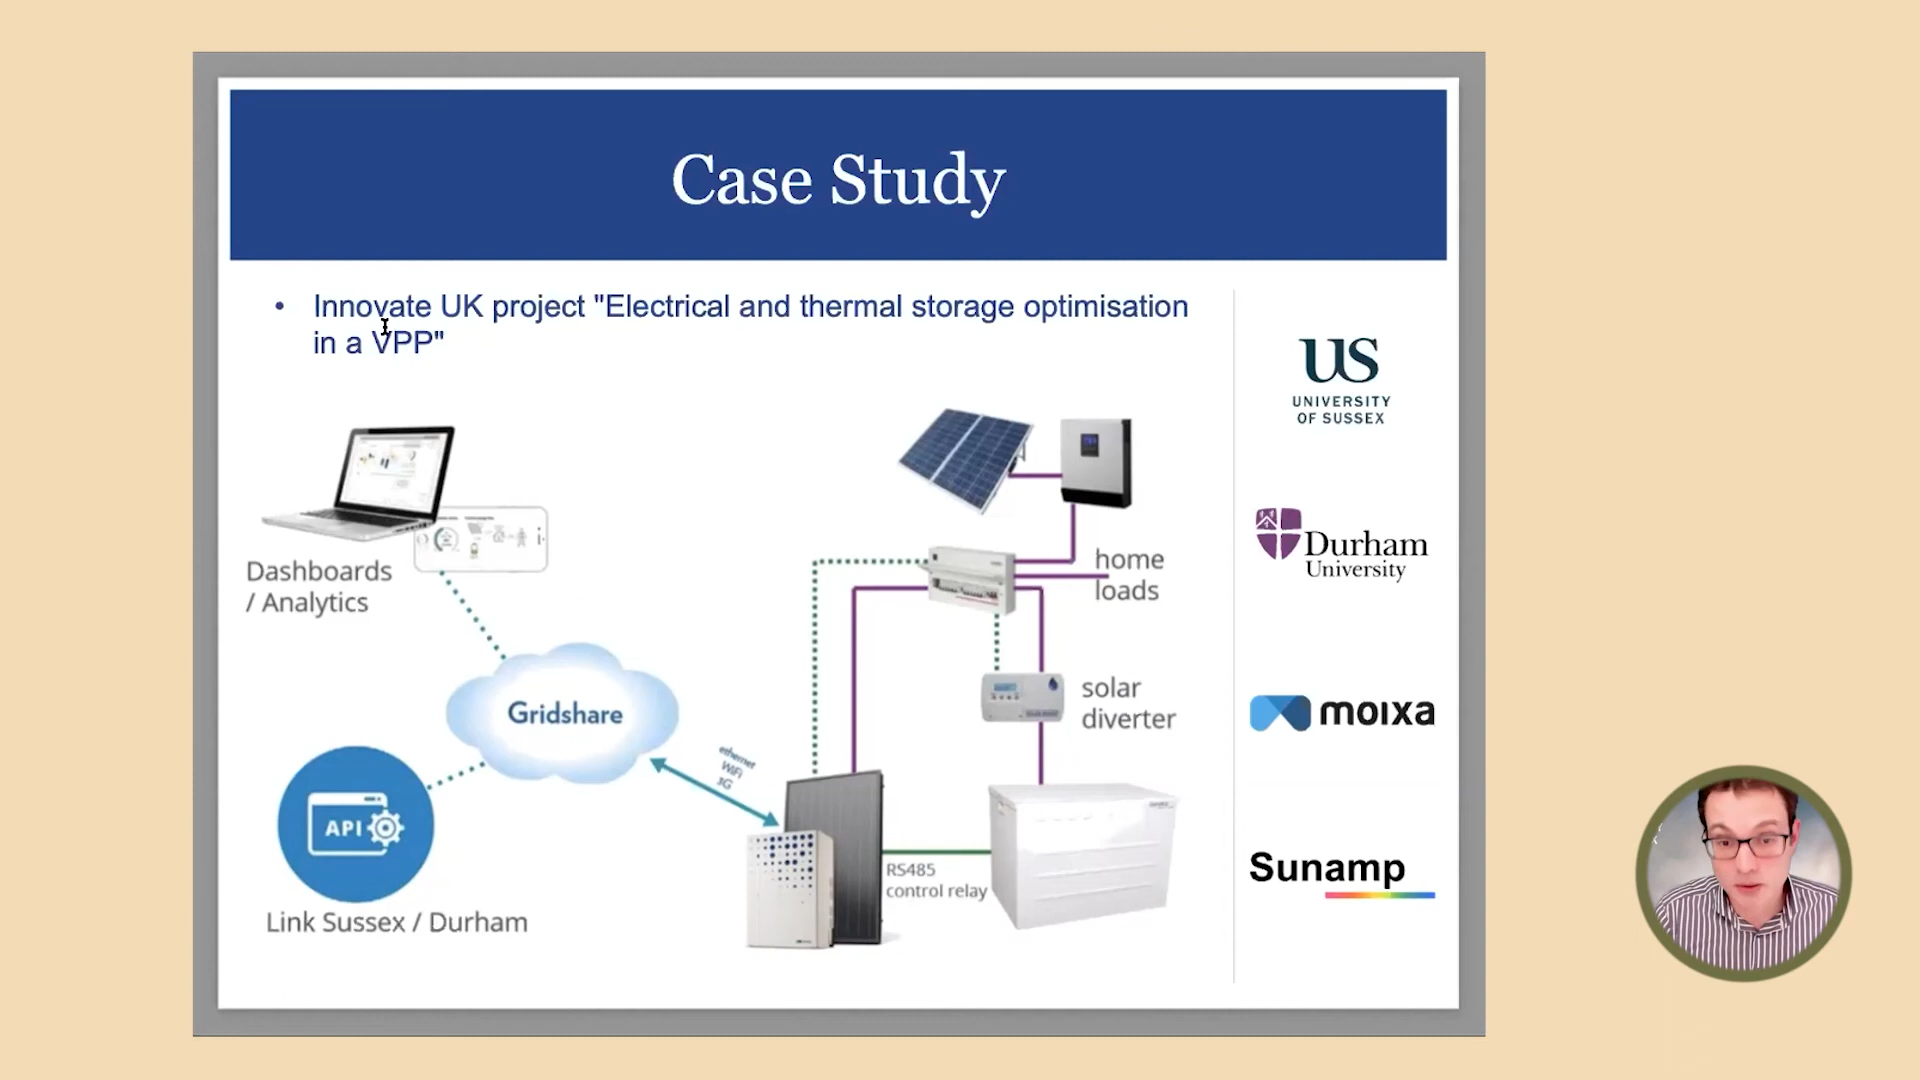 Case Study
• Innovate UK project "Electrical and thermal storage optimisation
in a VPP"
US
UNIVERSITY
OF SUSSEX
Durham
University
moixa
Sunamp
Dashboards
/ Analytics
Gridshare
API
Link Sussex / Durham
ethernet
WiFi
3G
home
loads
solar
diverter
RS485
control relay